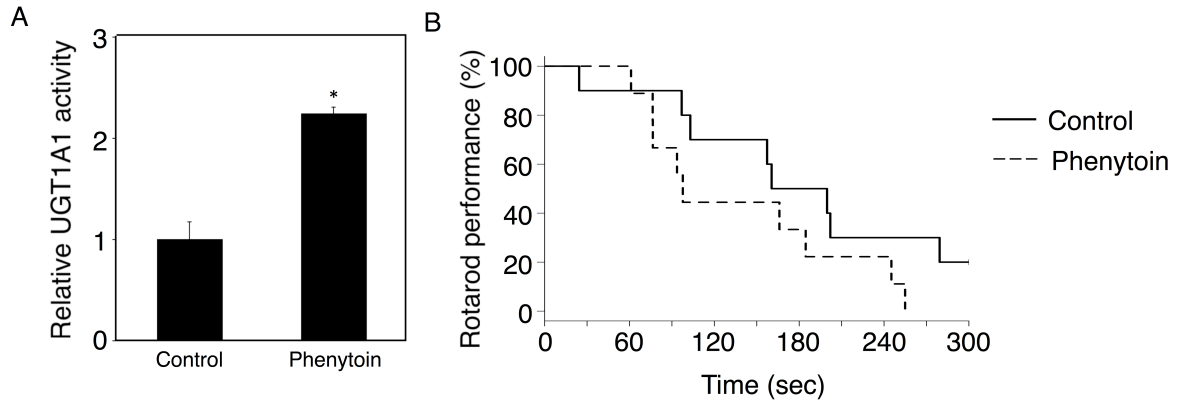 A
Relative UGT1A1 activity
3
2
1
0
*
Control
Phenytoin
B
Rotarod performance (%)
100
80
60
40
20
0
0 60 120 180 240 300
Time (sec)
Control
Phenytoin